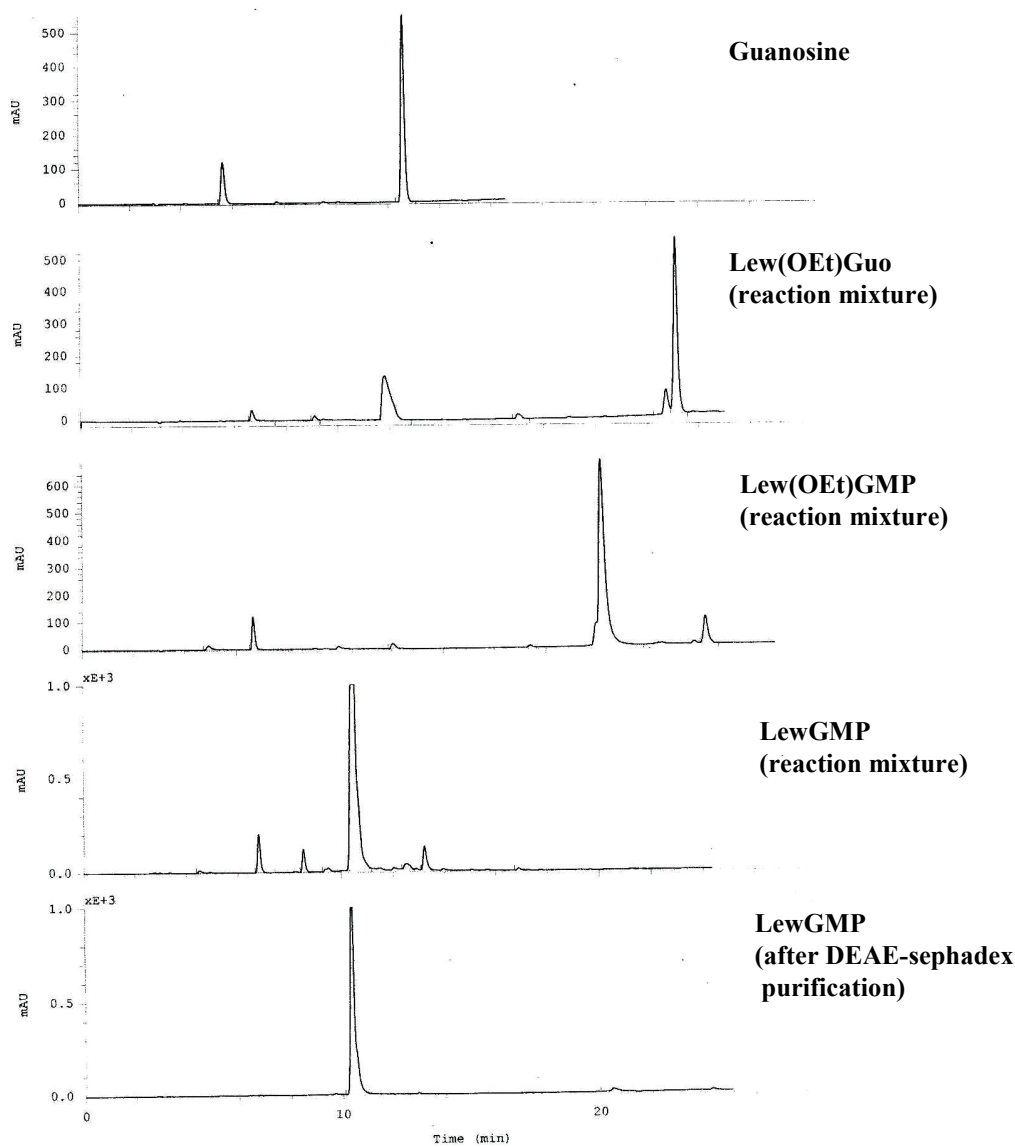 500
400
300
200
100
0
mAU
Guanosine
500
400
300
200
100
0
mAU
Lew(OEt)Guo
(reaction mixture)
600
500
400
300
200
100
0
mAU
Lew(OEt)GMP
(reaction mixture)
xE+3
1.0
0.5
0.0
mAU
LewGMP
(reaction mixture)
xE+3
1.0
0.5
0.0
mAU
LewGMP
(after DEAE-sephadex
purification)
0
10
20
Time (min)